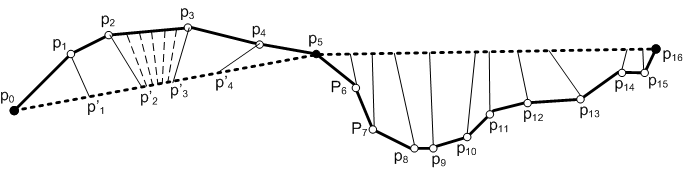 p₀
p₁
p₂
p₃
p₄
p₅
p'₁
p'₂
p'₃
p'₄
P₆
P₇
p₈
p₉
p₁₀
p₁₁
p₁₂
p₁₃
p₁₄
p₁₅
p₁₆